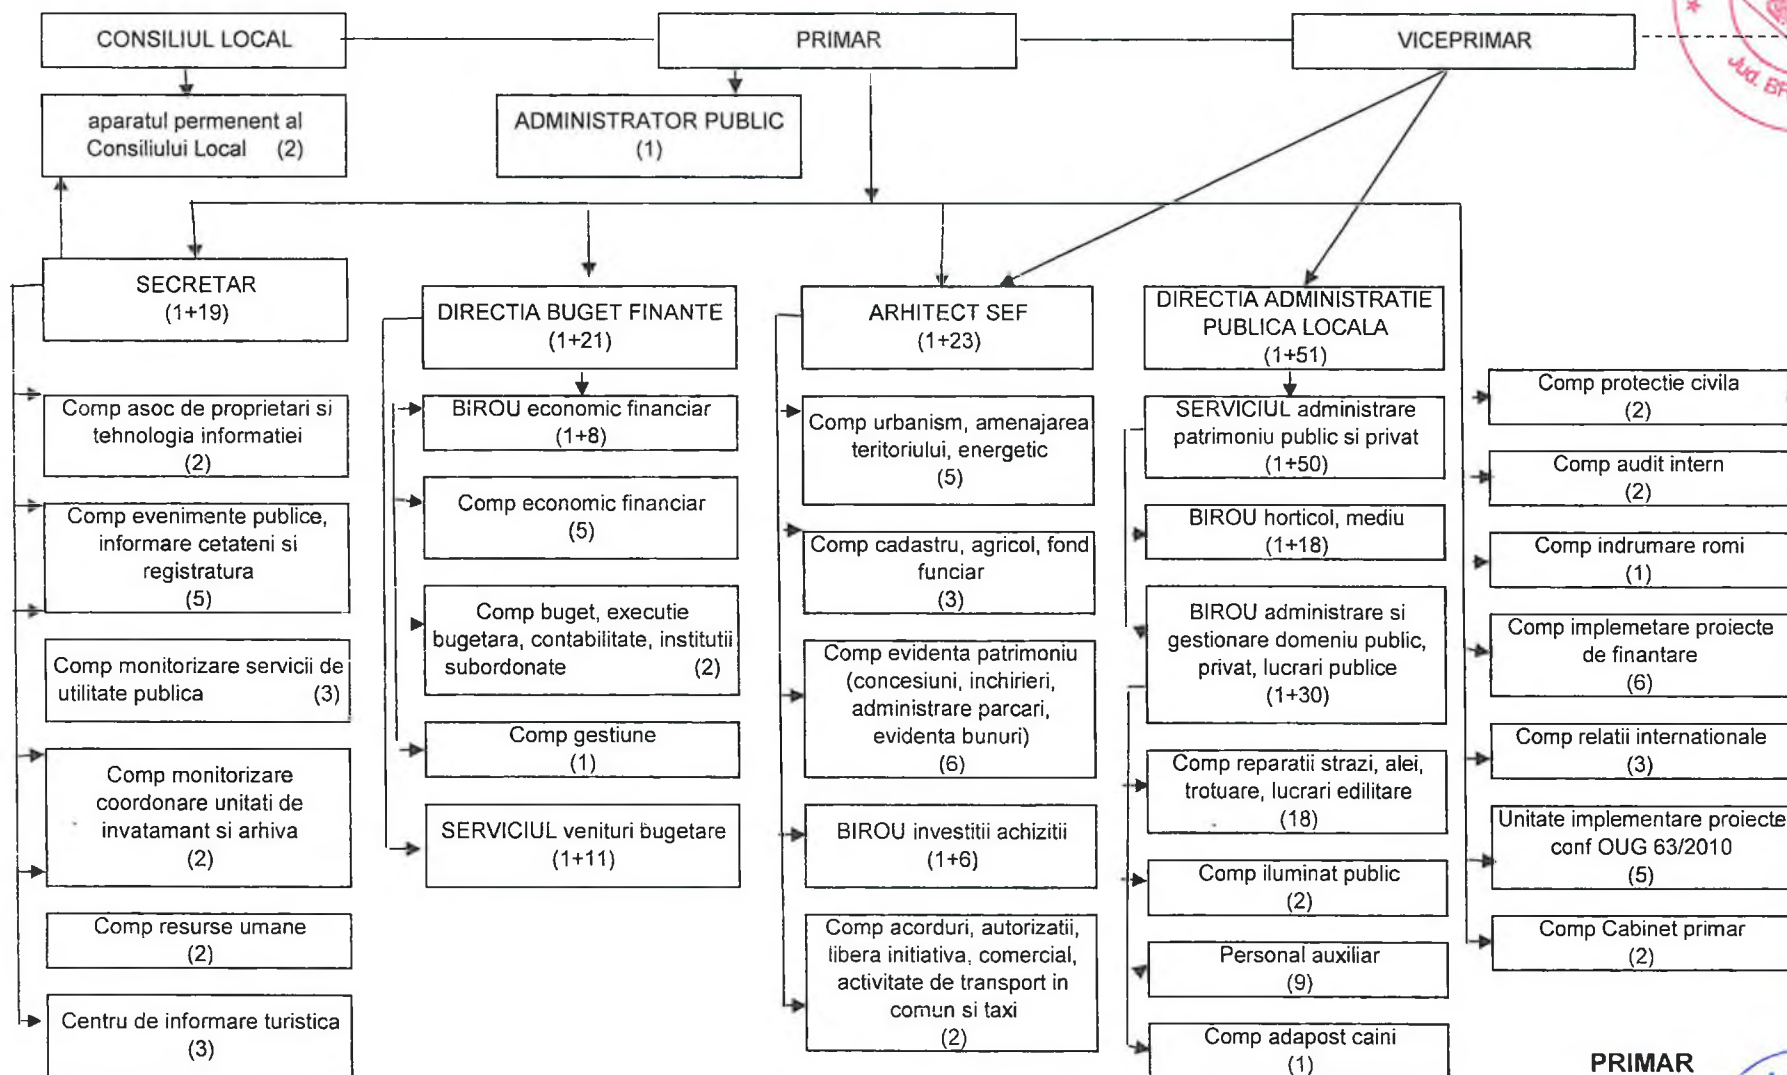 CONSILIUL LOCAL
PRIMAR
VICEPRIMAR
Jud. BR
aparatul permenent al
Consiliului Local (2)
ADMINISTRATOR PUBLIC
(1)
SECRETAR
(1+19)
Comp asoc de proprietari si
tehnologia informatiei
(2)
Comp evenimente publice,
informare cetateni si
registratura
(5)
Comp monitorizare servicii de
utilitate publica (3)
Comp monitorizare
coordonare unitati de
invatamant si arhiva
(2)
Comp resurse umane
(2)
Centru de informare turistica
(3)
DIRECTIA BUGET FINANTE
(1+21)
BIROU economic financiar
(1+8)
Comp economic financiar
(5)
Comp buget, executie
bugetara, contabilitate, institutii
subordonate (2)
Comp gestiune
(1)
SERVICIUL venituri bugetare
(1+11)
ARHITECT SEF
(1+23)
Comp urbanism, amenajarea
teritoriului, energetic
(5)
Comp cadastru, agricol, fond
funciar
(3)
Comp evidenta patrimoniu
(concesiuni, inchirieri,
administrare parcari,
evidenta bunuri)
(6)
BIROU investitii achizitii
(1+6)
Comp acorduri, autorizatii,
libera initiativa, comercial,
activitate de transport in
comun si taxi
(2)
DIRECTIA ADMINISTRATIE
PUBLICA LOCALA
(1+51)
SERVICIUL administrare
patrimoniu public si privat
(1+50)
BIROU horticol, mediu
(1+18)
BIROU administrare si
gestionare domeniu public,
privat, lucrari publice
(1+30)
Comp reparatii strazi, alei,
trotuare, lucrari edilitare
(18)
Comp iluminat public
(2)
Personal auxiliar
(9)
Comp adapost caini
(1)
Comp protectie civila
(2)
Comp audit intern
(2)
Comp indrumare romi
(1)
Comp implemetare proiecte
de finantare
(6)
Comp relatii internationale
(3)
Unitate implementare proiecte
conf OUG 63/2010
(5)
Comp Cabinet primar
(2)
PRIMAR